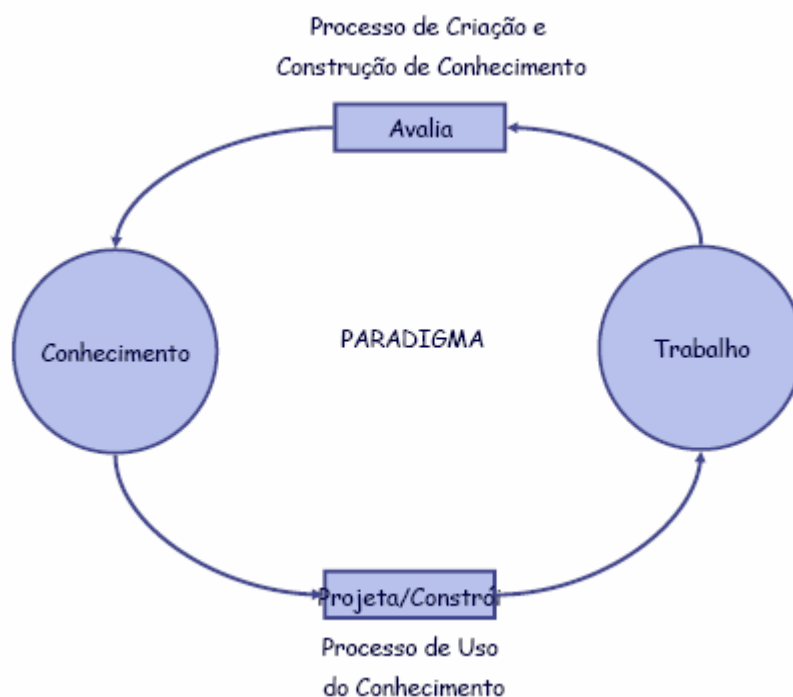 Processo de Criação e
Construção de Conhecimento
Avalia
Conhecimento
PARADIGMA
Trabalho
Projeta/Constrói
Processo de Uso
do Conhecimento